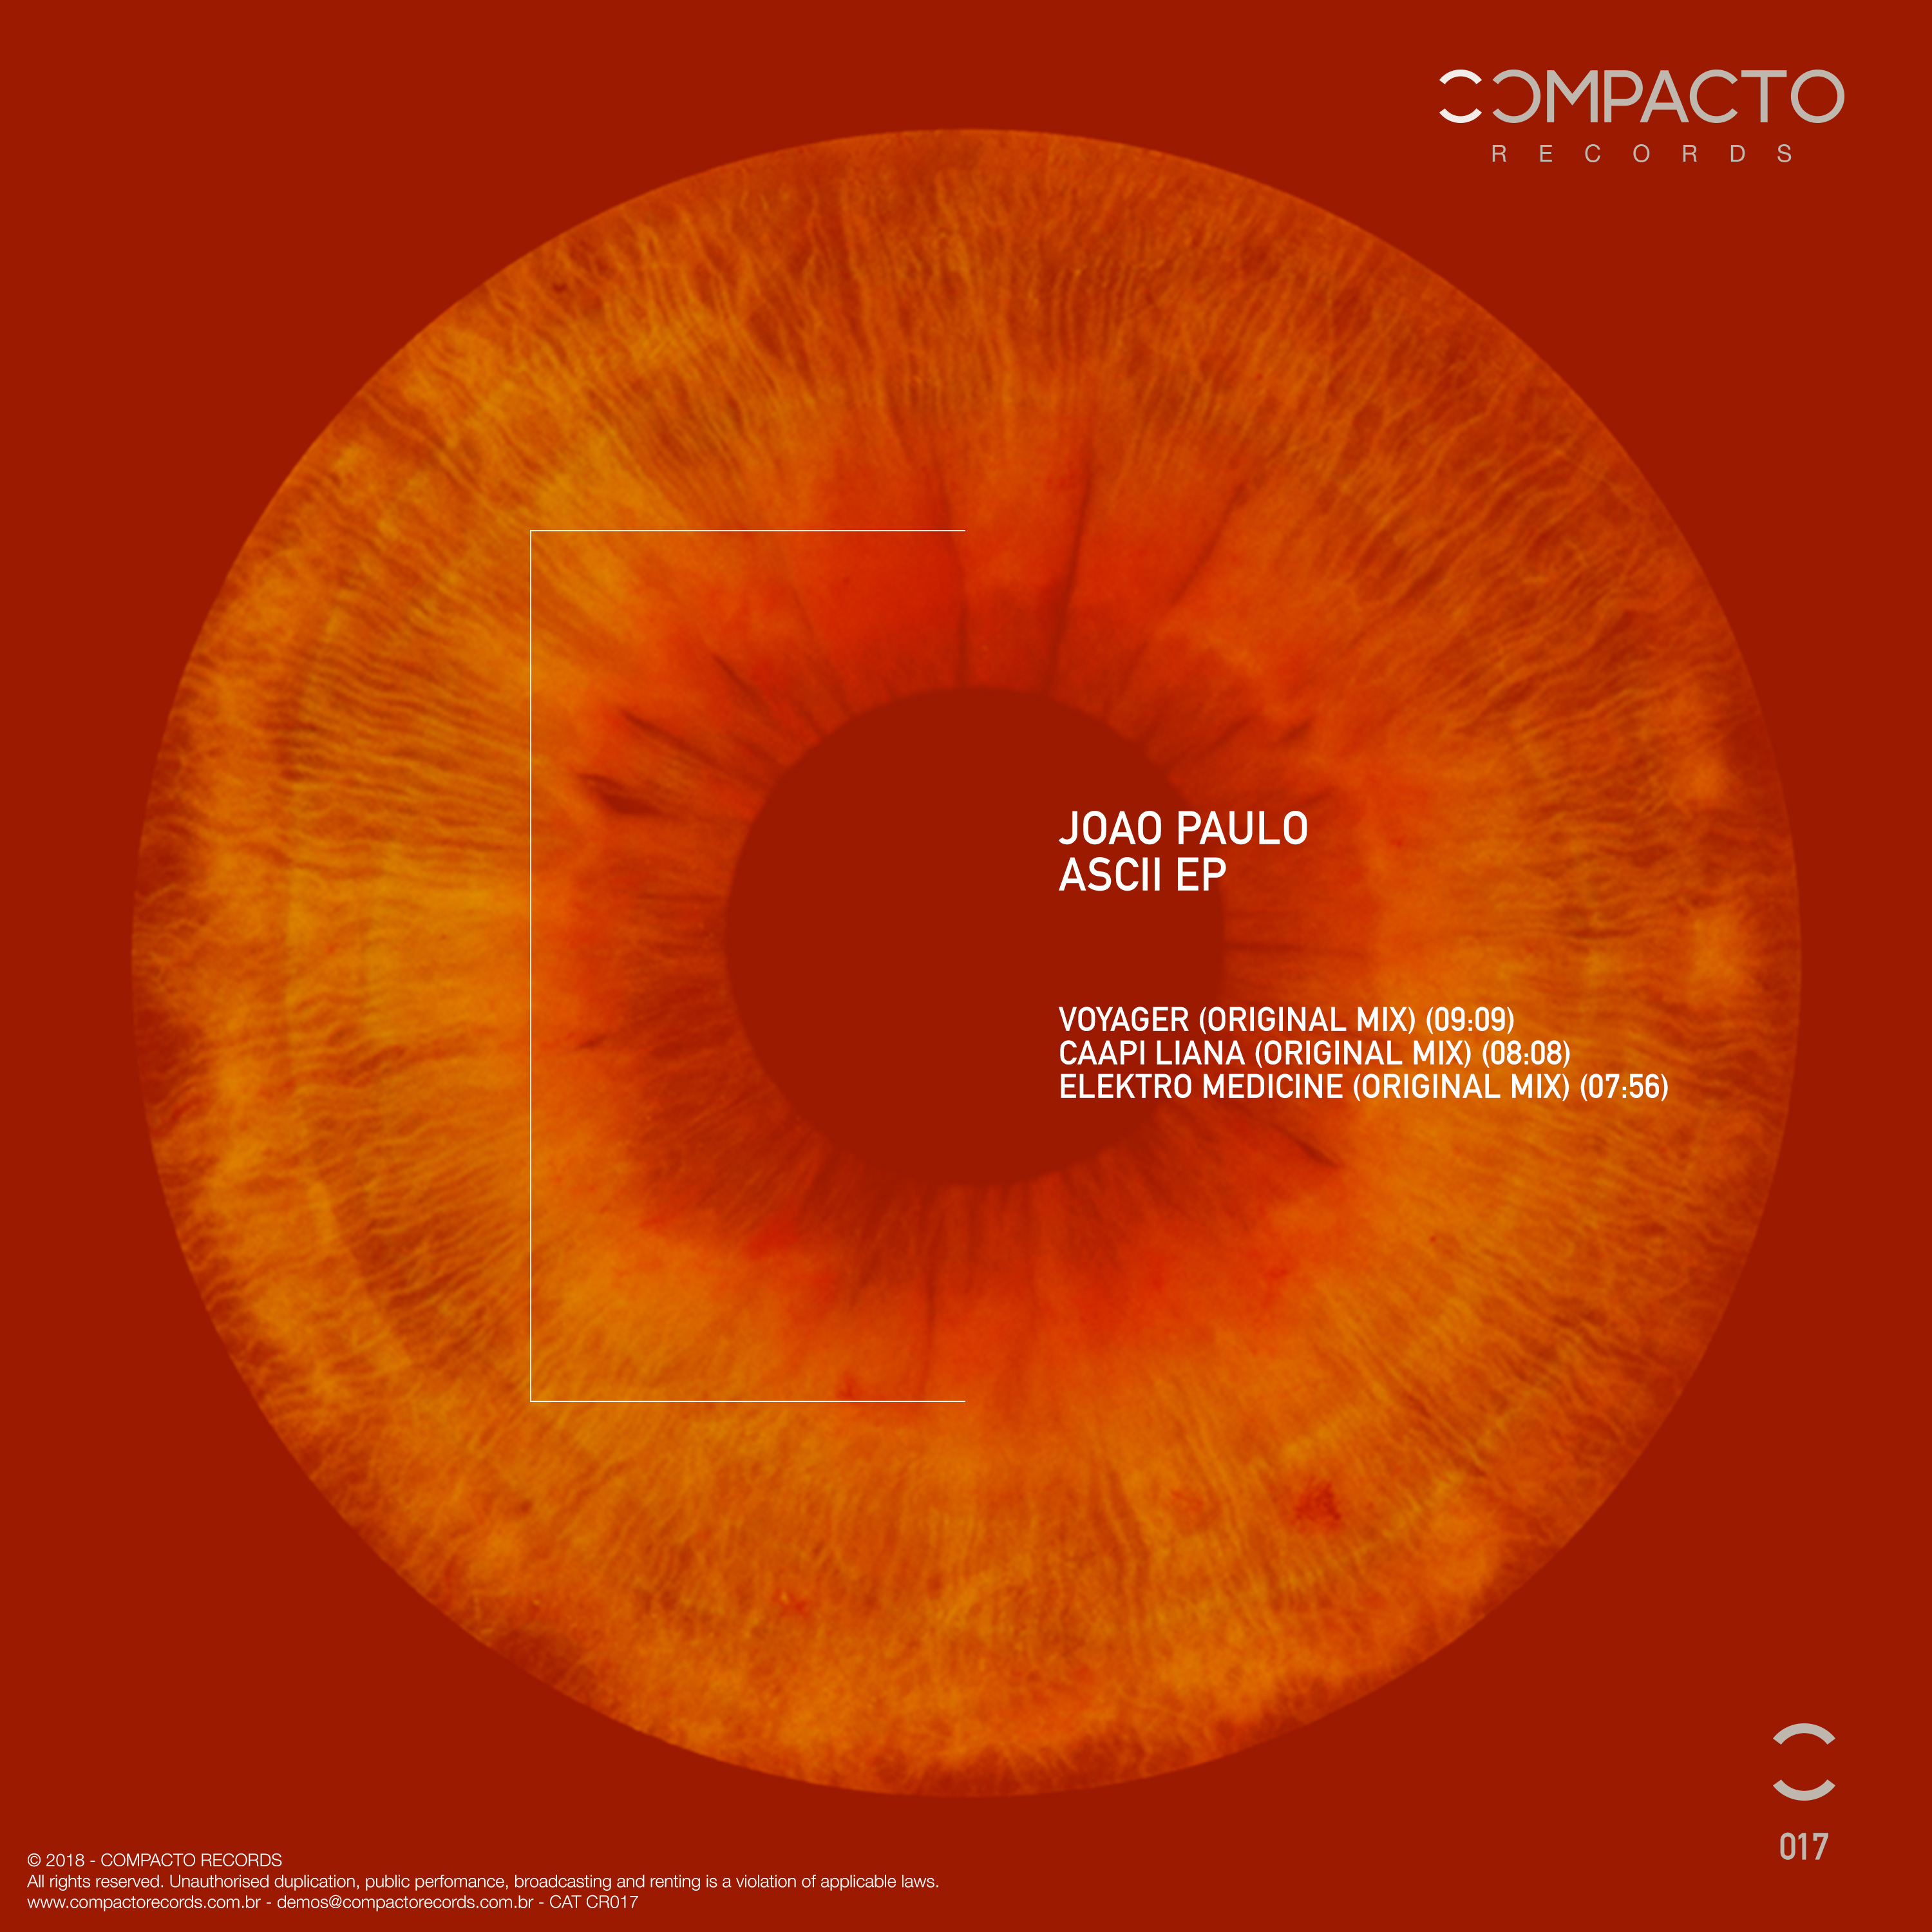 COMPACTO
RECORDS
JOAO PAULO
ASCII EP
VOYAGER (ORIGINAL MIX) (09:09)
CAAPI LIANA (ORIGINAL MIX) (08:08)
ELEKTRO MEDICINE (ORIGINAL MIX) (07:56)
017
© 2018 - COMPACTO RECORDS
All rights reserved. Unauthorised duplication, public perfomance, broadcasting and renting is a violation of applicable laws.
www.compactorecords.com.br - demos@compactorecords.com.br - CAT CR017